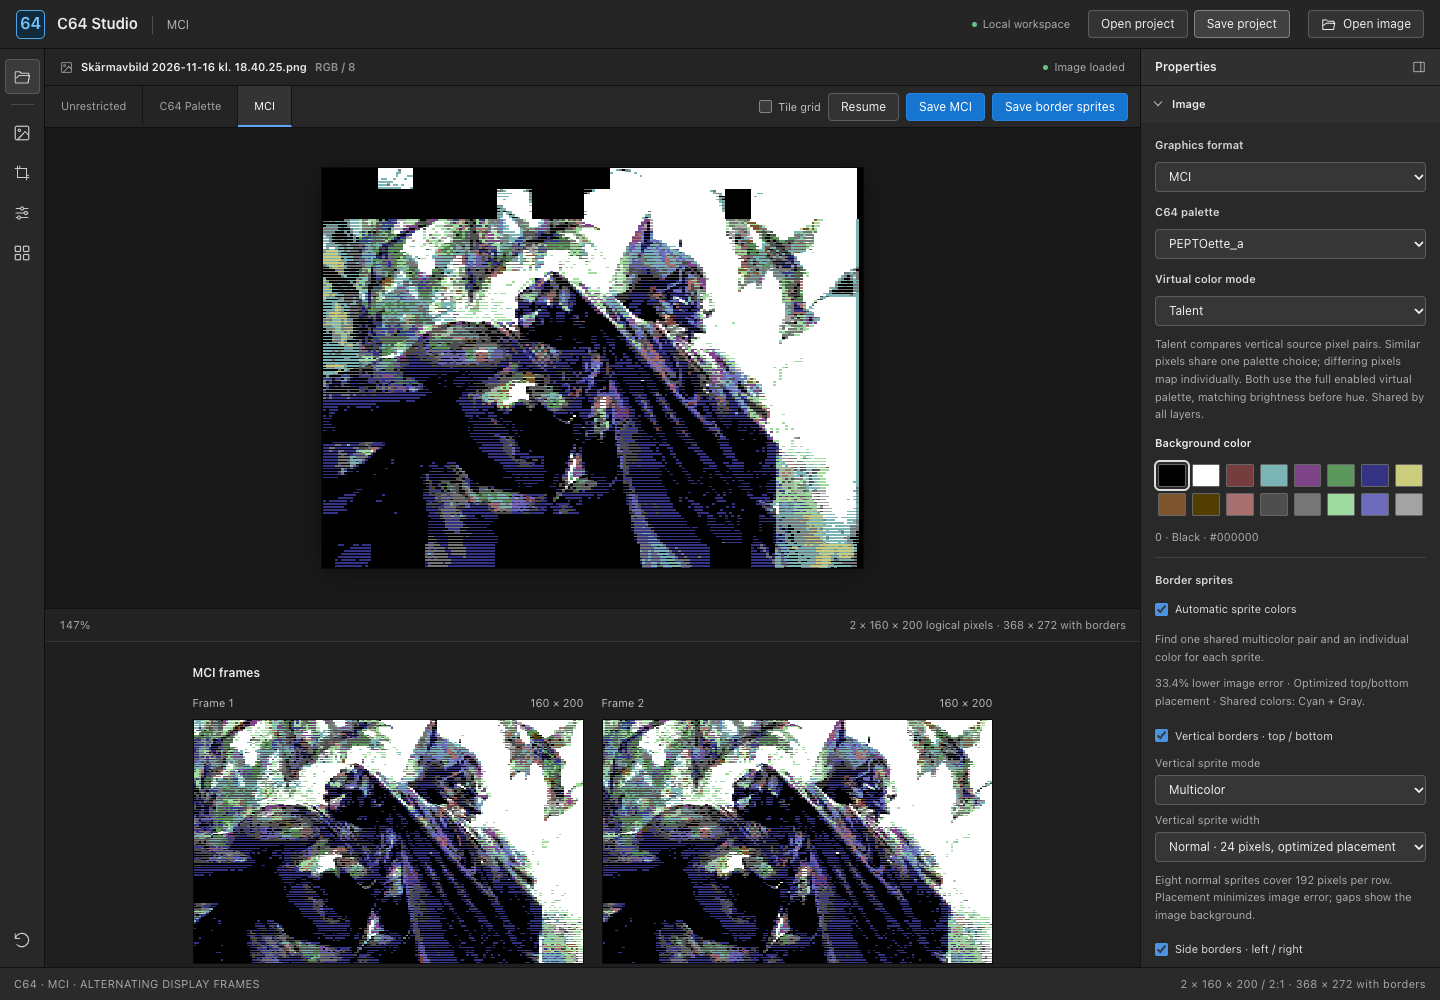 64 C64 Studio MCI Local workspace Open project Save project Open image
Skärmavbild 2026-11-16 kl. 18.40.25.png RGB / 8 Image loaded
Unrestricted C64 Palette MCI Tile grid Resume Save MCI Save border sprites
147% 2 × 160 × 200 logical pixels · 368 × 272 with borders
MCI frames
Frame 1 160 × 200 Frame 2 160 × 200
Properties
Image
Graphics format
MCI
C64 palette
PEPTOette_a
Virtual color mode
Talent
Talent compares vertical source pixel pairs. Similar
pixels share one palette choice; differing pixels
map individually. Both use the full enabled virtual
palette, matching brightness before hue. Shared by
all layers.
Background color
0 · Black · #000000
Border sprites
Automatic sprite colors
Find one shared multicolor pair and an individual
color for each sprite.
33.4% lower image error · Optimized top/bottom
placement · Shared colors: Cyan + Gray.
Vertical borders · top / bottom
Vertical sprite mode
Multicolor
Vertical sprite width
Normal · 24 pixels, optimized placement
Eight normal sprites cover 192 pixels per row.
Placement minimizes image error; gaps show the
image background.
Side borders · left / right
C64 · MCI · ALTERNATING DISPLAY FRAMES 2 × 160 × 200 / 2:1 · 368 × 272 with borders